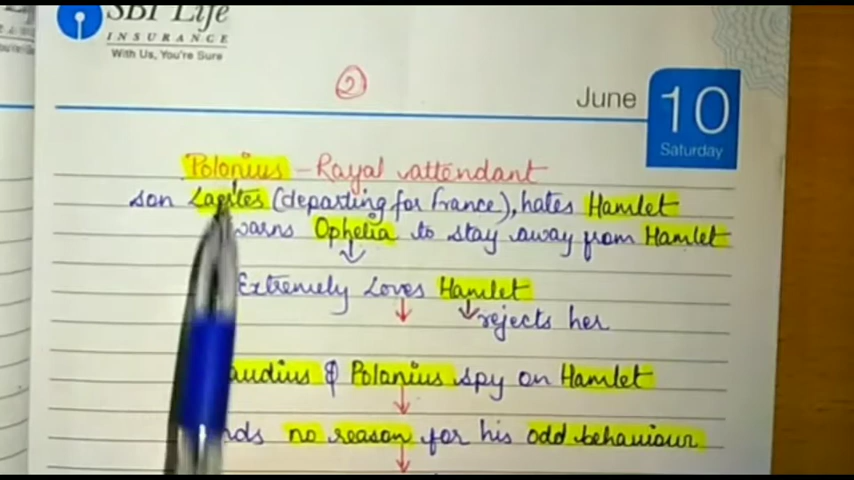 SBI Life
INSURANCE
With Us, You're Sure
2
June 10
Saturday
Polonius - Royal attendant
son Laertes (departing for France), hates Hamlet
warns Ophelia to stay away from Hamlet
Extremely Loves Hamlet
rejects her
audius & Polonius spy on Hamlet
nds no reason for his odd behaviour